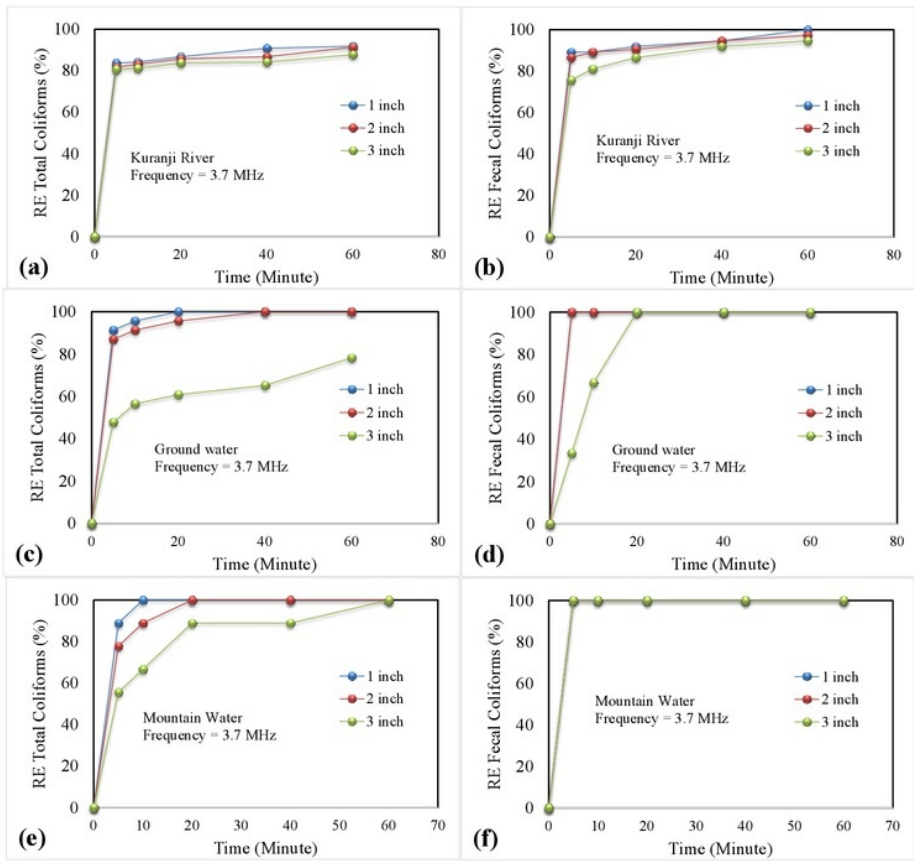 RE Total Coliforms (%)
100
80
60
40
20
0
1 inch
2 inch
3 inch
Kuranji River
Frequency = 3.7 MHz
0 20 40 60 80
Time (Minute)
(a)
RE Fecal Coliforms (%)
100
80
60
40
20
0
1 inch
2 inch
3 inch
Kuranji River
Frequency = 3.7 MHz
0 20 40 60 80
Time (Minute)
(b)
RE Total Coliforms (%)
100
80
60
40
20
0
1 inch
2 inch
3 inch
Ground water
Frequency = 3.7 MHz
0 20 40 60 80
Time (Minute)
(c)
RE Fecal Coliforms (%)
100
80
60
40
20
0
1 inch
2 inch
3 inch
Ground water
Frequency = 3.7 MHz
0 20 40 60 80
Time (Minute)
(d)
RE Total Coliforms (%)
100
80
60
40
20
0
1 inch
2 inch
3 inch
Mountain Water
Frequency = 3.7 MHz
0 10 20 30 40 50 60 70
Time (Minute)
(e)
RE Fecal Coliforms (%)
100
80
60
40
20
0
1 inch
2 inch
3 inch
Mountain Water
Frequency = 3.7 MHz
0 10 20 30 40 50 60 70
Time (Minute)
(f)